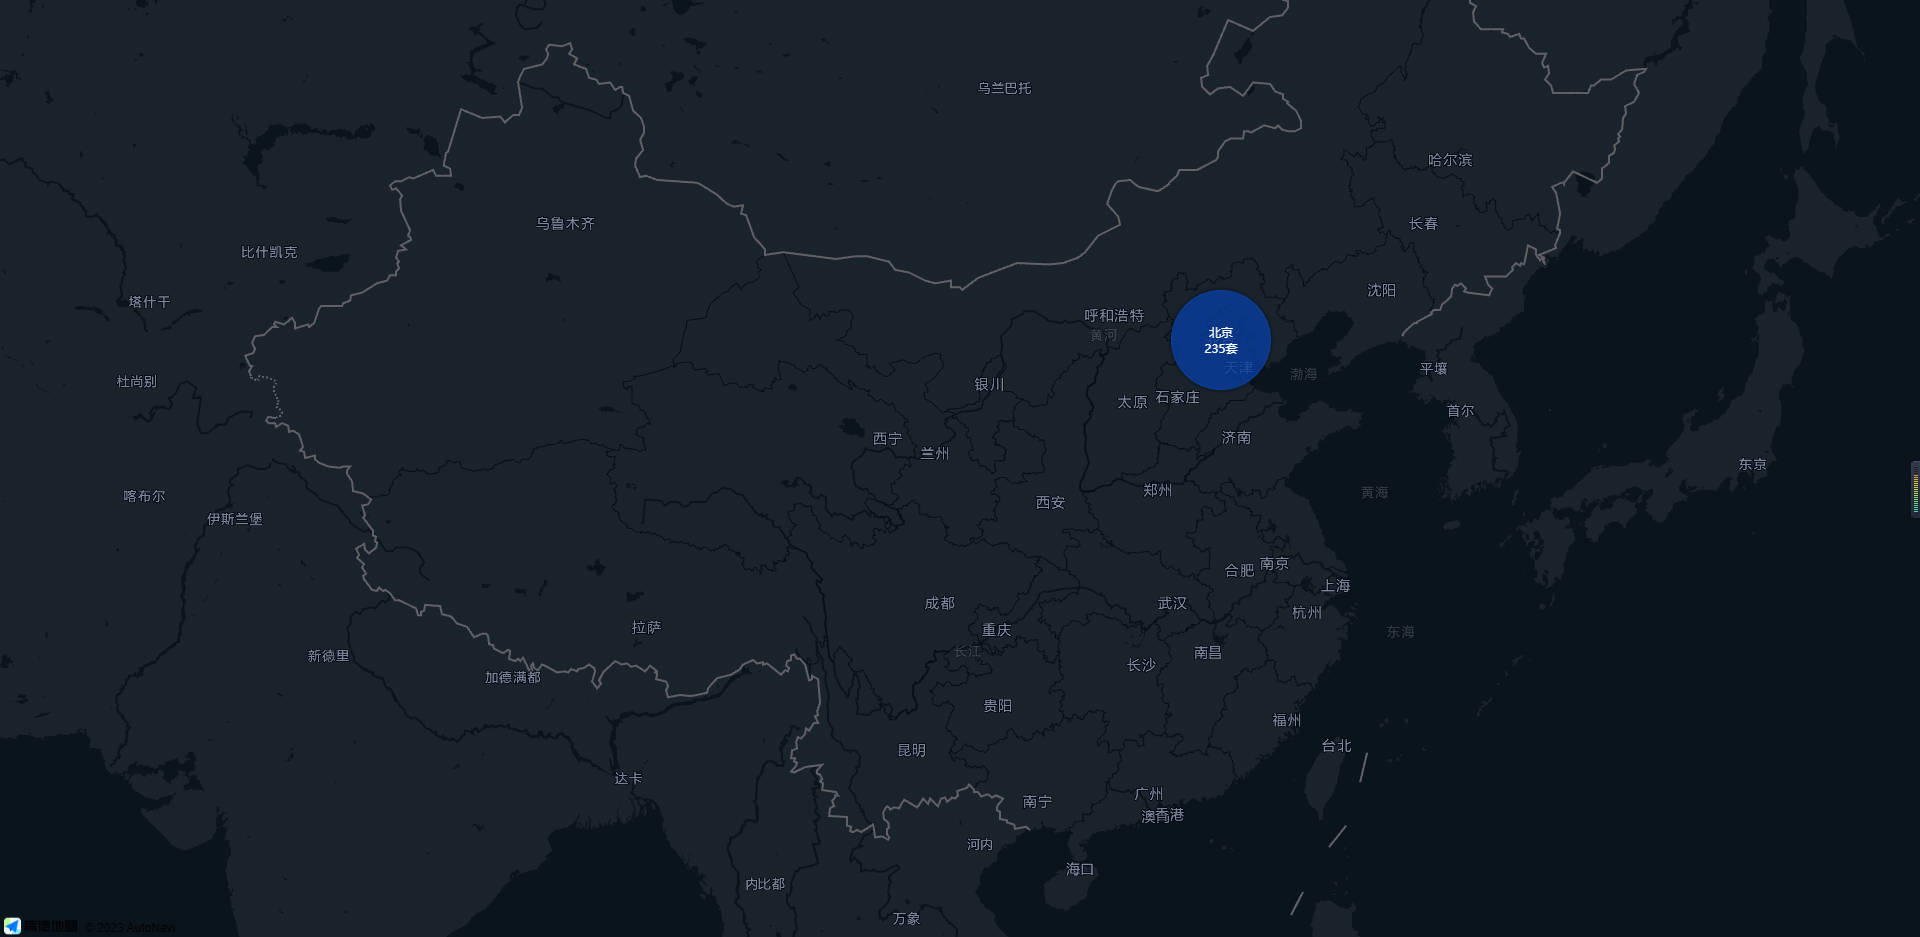 乌兰巴托
哈尔滨
乌鲁木齐
长春
比什凯克
沈阳
塔什干
呼和浩特
黄河
北京
235套
天津
平壤
渤海
杜尚别
银川
太原
石家庄
首尔
西宁
济南
兰州
东京
郑州
黄海
喀布尔
西安
伊斯兰堡
合肥
南京
上海
成都
武汉
杭州
拉萨
重庆
东海
长江
南昌
新德里
长沙
加德满都
贵阳
福州
台北
昆明
达卡
广州
南宁
澳门
香港
河内
海口
内比都
万象
高德地图 © 2023 AutoNavi